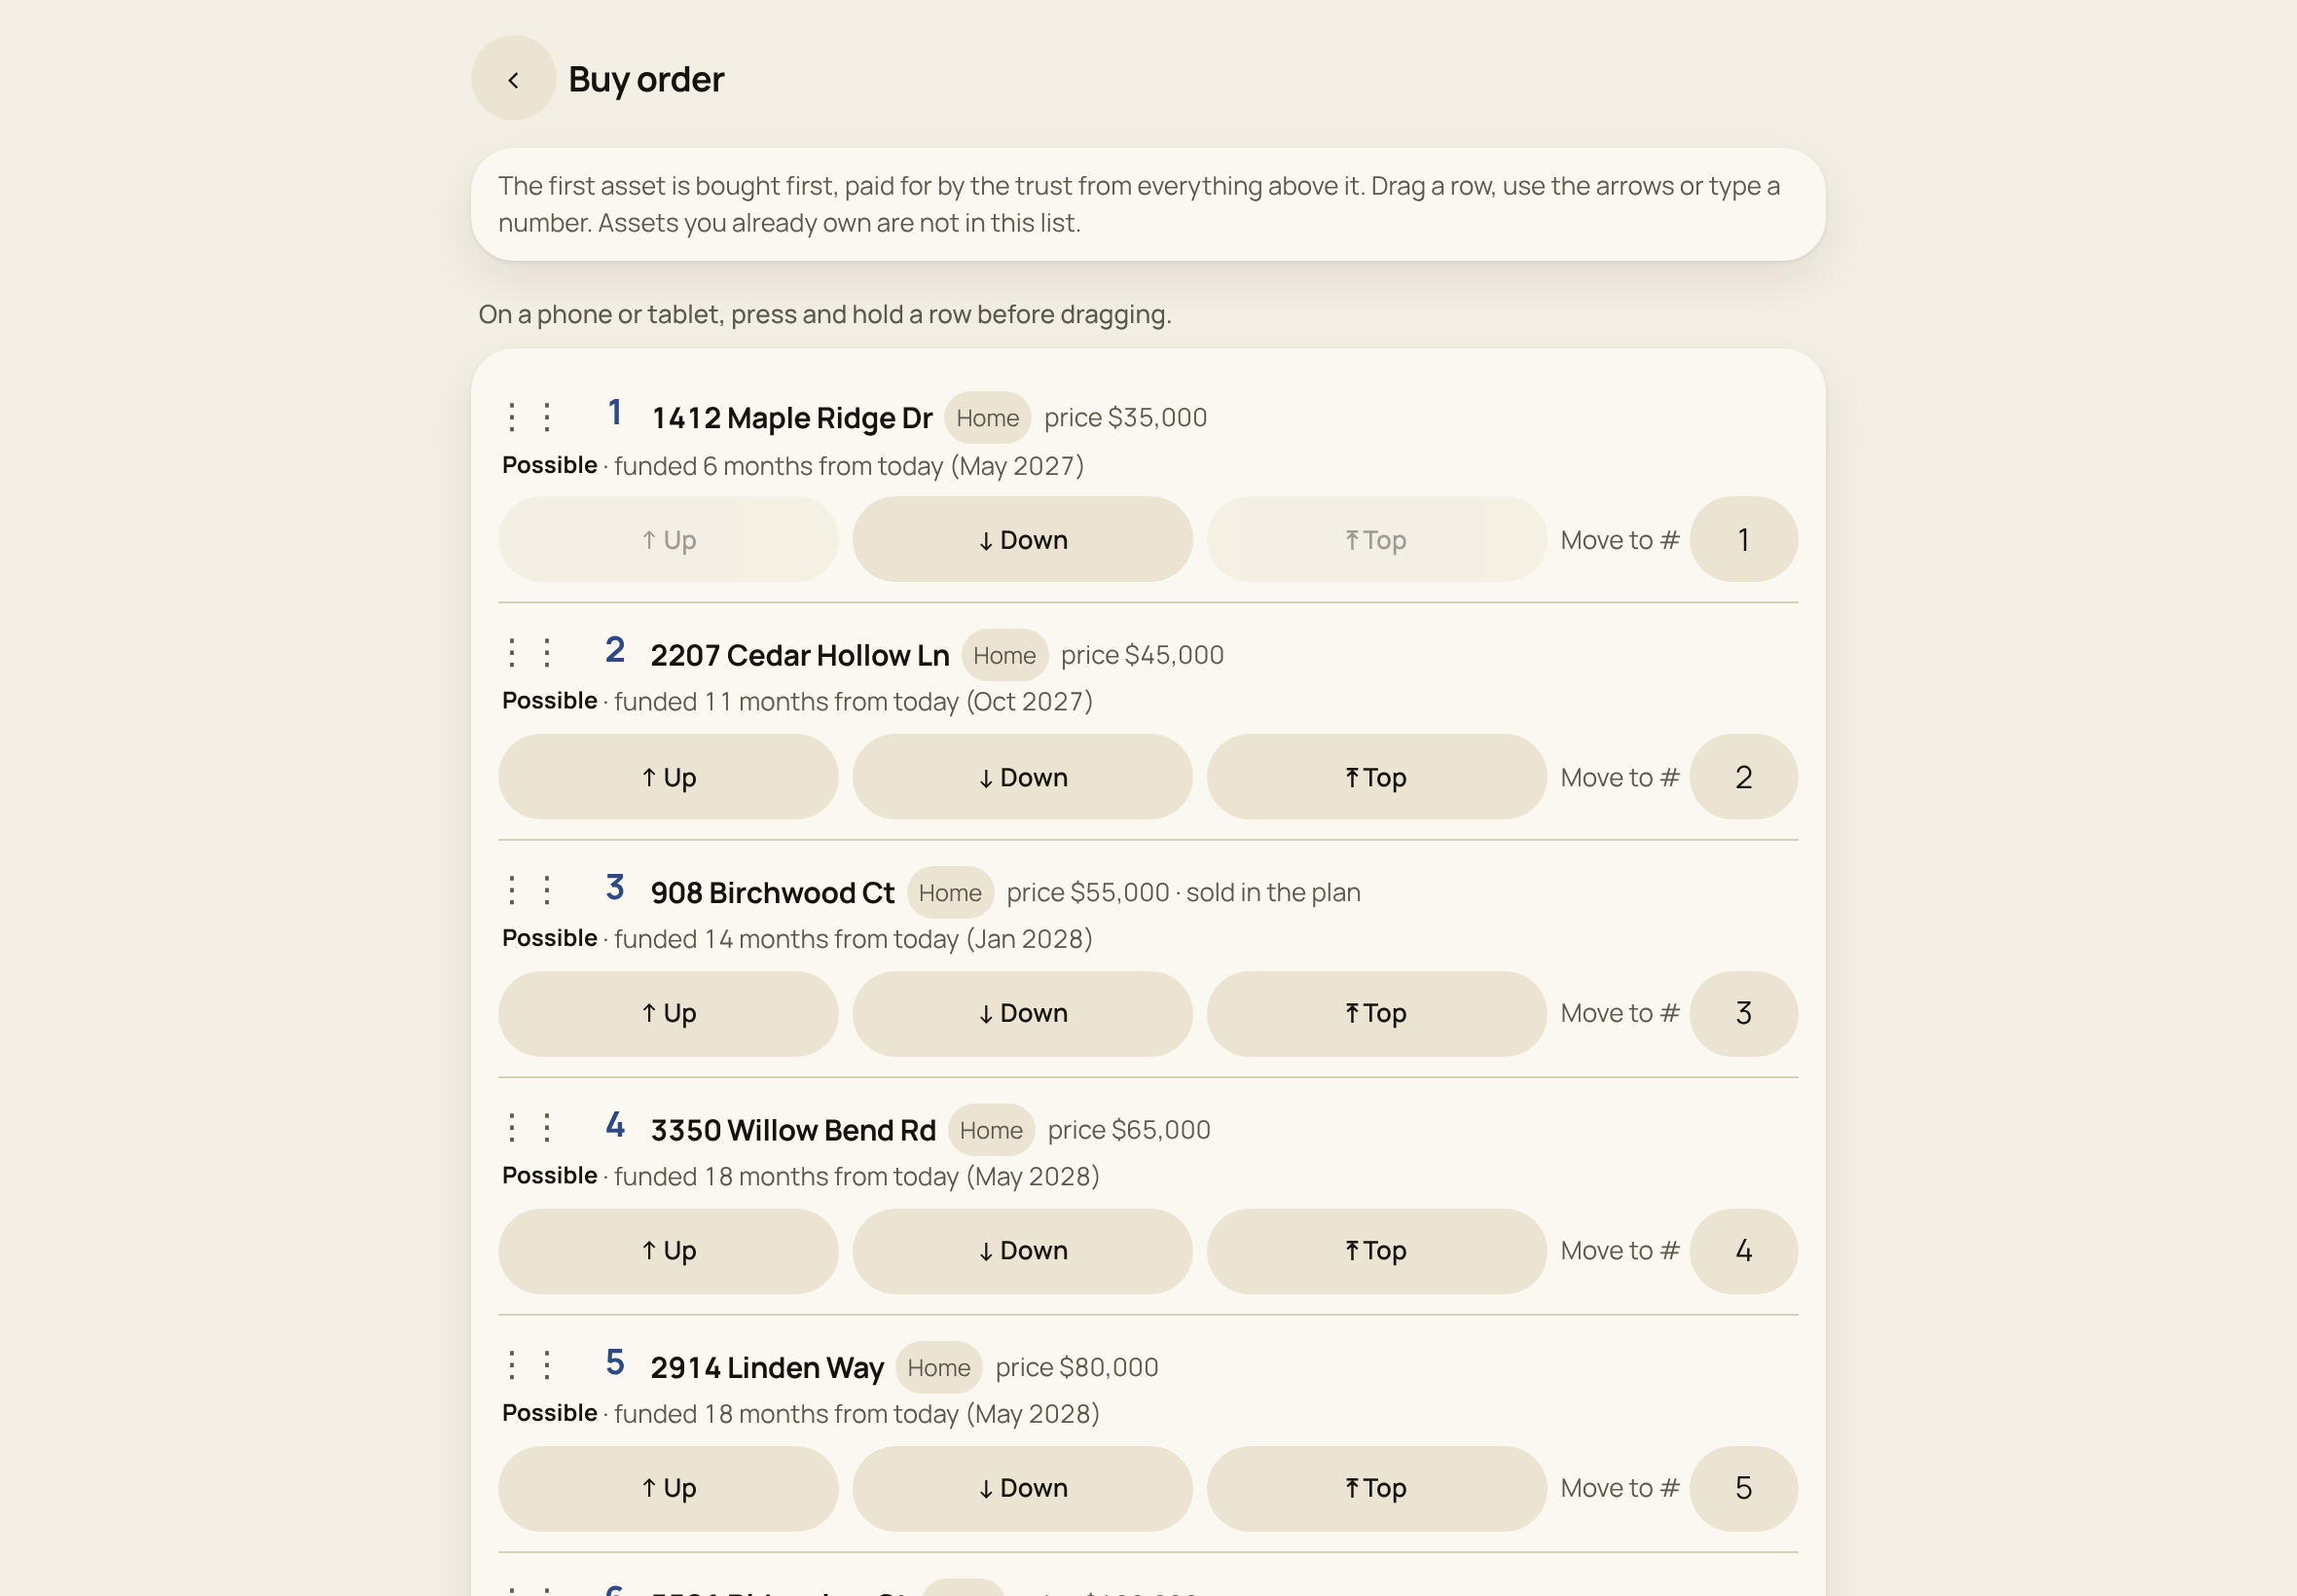 Buy order
The first asset is bought first, paid for by the trust from everything above it. Drag a row, use the arrows or type a
number. Assets you already own are not in this list.
On a phone or tablet, press and hold a row before dragging.
1 1412 Maple Ridge Dr Home price $35,000
Possible · funded 6 months from today (May 2027)
↑ Up ↓ Down ⤒ Top Move to # 1
2 2207 Cedar Hollow Ln Home price $45,000
Possible · funded 11 months from today (Oct 2027)
↑ Up ↓ Down ⤒ Top Move to # 2
3 908 Birchwood Ct Home price $55,000 · sold in the plan
Possible · funded 14 months from today (Jan 2028)
↑ Up ↓ Down ⤒ Top Move to # 3
4 3350 Willow Bend Rd Home price $65,000
Possible · funded 18 months from today (May 2028)
↑ Up ↓ Down ⤒ Top Move to # 4
5 2914 Linden Way Home price $80,000
Possible · funded 18 months from today (May 2028)
↑ Up ↓ Down ⤒ Top Move to # 5
6